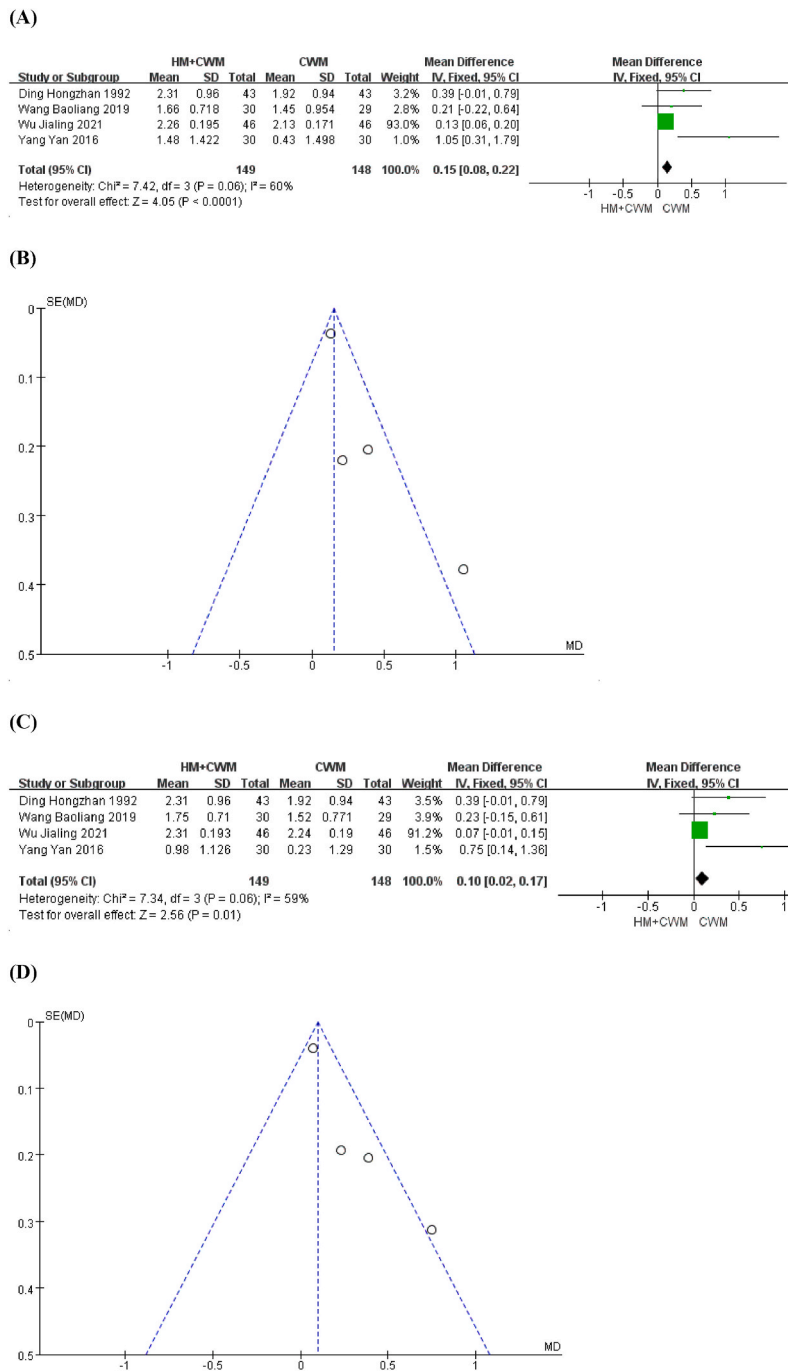 (A)
HM+CWM CWM Mean Difference Mean Difference
Study or Subgroup Mean SD Total Mean SD Total Weight IV, Fixed, 95% CI IV, Fixed, 95% CI
Ding Hongzhan 1992 2.31 0.96 43 1.92 0.94 43 3.2% 0.39 [-0.01, 0.79]
Wang Baoliang 2019 1.66 0.718 30 1.45 0.954 29 2.8% 0.21 [-0.22, 0.64]
Wu Jialing 2021 2.26 0.195 46 2.13 0.171 46 93.0% 0.13 [0.06, 0.20]
Yang Yan 2016 1.48 1.422 30 0.43 1.498 30 1.0% 1.05 [0.31, 1.79]
Total (95% CI) 149 148 100.0% 0.15 [0.08, 0.22]
Heterogeneity: Chi² = 7.42, df = 3 (P = 0.06); I² = 60%
Test for overall effect: Z = 4.05 (P < 0.0001)
-1 -0.5 0 0.5 1
HM+CWM CWM
(B)
SE(MD)
0
0.1
0.2
0.3
0.4
0.5
MD
-1 -0.5 0 0.5 1
(C)
HM+CWM CWM Mean Difference Mean Difference
Study or Subgroup Mean SD Total Mean SD Total Weight IV, Fixed, 95% CI IV, Fixed, 95% CI
Ding Hongzhan 1992 2.31 0.96 43 1.92 0.94 43 3.5% 0.39 [-0.01, 0.79]
Wang Baoliang 2019 1.75 0.71 30 1.52 0.771 29 3.9% 0.23 [-0.15, 0.61]
Wu Jialing 2021 2.31 0.193 46 2.24 0.19 46 91.2% 0.07 [-0.01, 0.15]
Yang Yan 2016 0.98 1.126 30 0.23 1.29 30 1.5% 0.75 [0.14, 1.36]
Total (95% CI) 149 148 100.0% 0.10 [0.02, 0.17]
Heterogeneity: Chi² = 7.34, df = 3 (P = 0.06); I² = 59%
Test for overall effect: Z = 2.56 (P = 0.01)
-1 -0.5 0 0.5 1
HM+CWM CWM
(D)
SE(MD)
0
0.1
0.2
0.3
0.4
0.5
MD
-1 -0.5 0 0.5 1